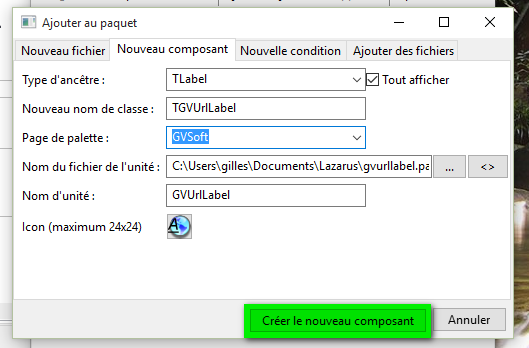 Ajouter au paquet
Nouveau fichier Nouveau composant Nouvelle condition Ajouter des fichiers
Type d'ancêtre : TLabel Tout afficher
Nouveau nom de classe : TGVUrlLabel
Page de palette : GVSoft
Nom du fichier de l'unité : C:\Users\gilles\Documents\Lazarus\gvurllabel.pa ... <>
Nom d'unité : GVUrlLabel
Icon (maximum 24x24)
Créer le nouveau composant Annuler